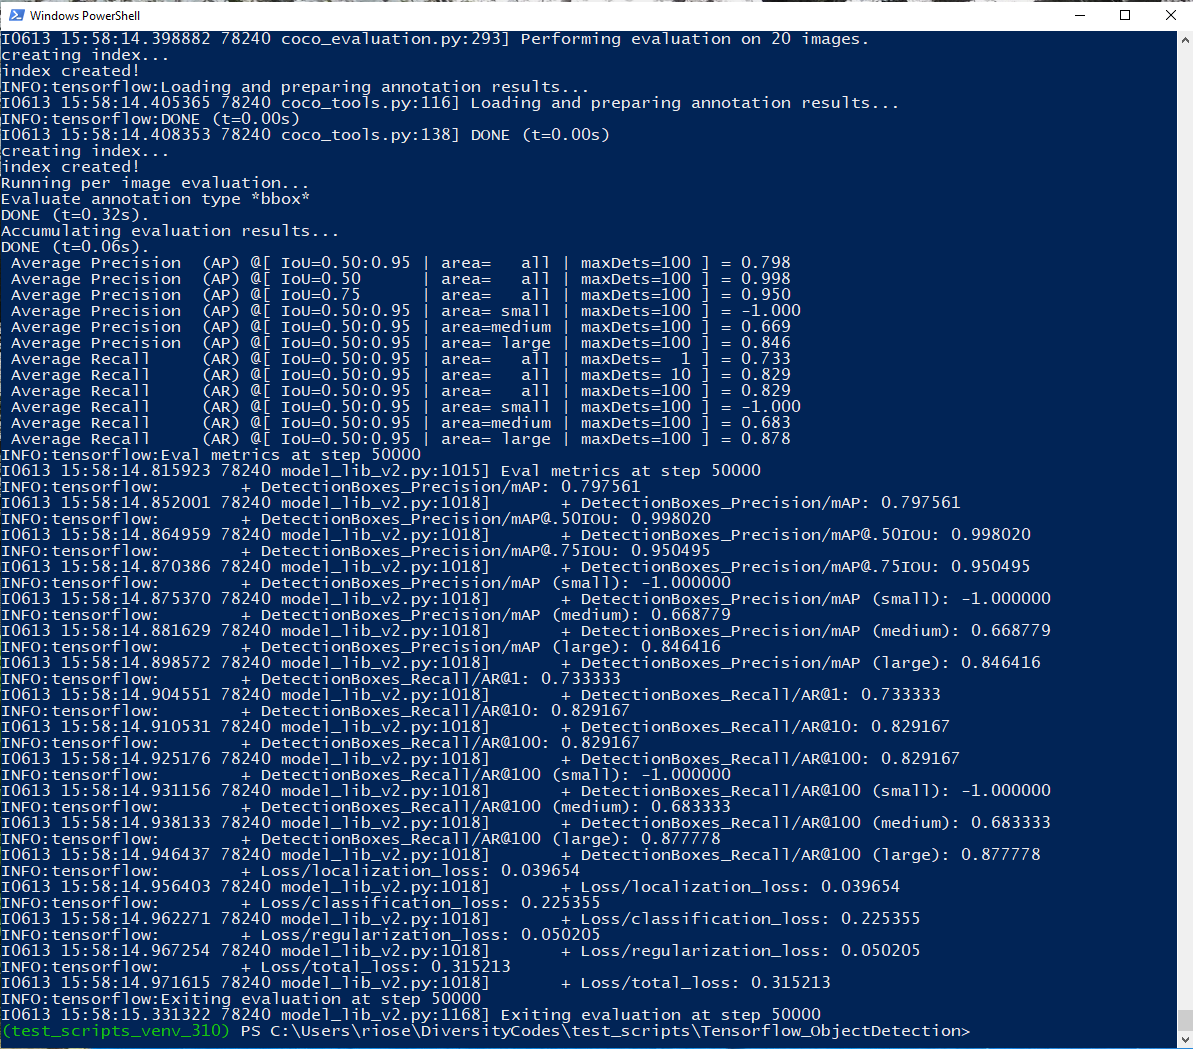 Windows PowerShell
I0613 15:58:14.398882 78240 coco_evaluation.py:293] Performing evaluation on 20 images.
creating index...
index created!
INFO:tensorflow:Loading and preparing annotation results...
I0613 15:58:14.405365 78240 coco_tools.py:116] Loading and preparing annotation results...
INFO:tensorflow:DONE (t=0.00s)
I0613 15:58:14.408353 78240 coco_tools.py:138] DONE (t=0.00s)
creating index...
index created!
Running per image evaluation...
Evaluate annotation type *bbox*
DONE (t=0.32s).
Accumulating evaluation results...
DONE (t=0.06s).
 Average Precision  (AP) @[ IoU=0.50:0.95 | area=   all | maxDets=100 ] = 0.798
 Average Precision  (AP) @[ IoU=0.50      | area=   all | maxDets=100 ] = 0.998
 Average Precision  (AP) @[ IoU=0.75      | area=   all | maxDets=100 ] = 0.950
 Average Precision  (AP) @[ IoU=0.50:0.95 | area= small | maxDets=100 ] = -1.000
 Average Precision  (AP) @[ IoU=0.50:0.95 | area=medium | maxDets=100 ] = 0.669
 Average Precision  (AP) @[ IoU=0.50:0.95 | area= large | maxDets=100 ] = 0.846
 Average Recall     (AR) @[ IoU=0.50:0.95 | area=   all | maxDets=  1 ] = 0.733
 Average Recall     (AR) @[ IoU=0.50:0.95 | area=   all | maxDets= 10 ] = 0.829
 Average Recall     (AR) @[ IoU=0.50:0.95 | area=   all | maxDets=100 ] = 0.829
 Average Recall     (AR) @[ IoU=0.50:0.95 | area= small | maxDets=100 ] = -1.000
 Average Recall     (AR) @[ IoU=0.50:0.95 | area=medium | maxDets=100 ] = 0.683
 Average Recall     (AR) @[ IoU=0.50:0.95 | area= large | maxDets=100 ] = 0.878
INFO:tensorflow:Eval metrics at step 50000
I0613 15:58:14.815923 78240 model_lib_v2.py:1015] Eval metrics at step 50000
INFO:tensorflow:        + DetectionBoxes_Precision/mAP: 0.797561
I0613 15:58:14.852001 78240 model_lib_v2.py:1018]       + DetectionBoxes_Precision/mAP: 0.797561
INFO:tensorflow:        + DetectionBoxes_Precision/mAP@.50IOU: 0.998020
I0613 15:58:14.864959 78240 model_lib_v2.py:1018]       + DetectionBoxes_Precision/mAP@.50IOU: 0.998020
INFO:tensorflow:        + DetectionBoxes_Precision/mAP@.75IOU: 0.950495
I0613 15:58:14.870386 78240 model_lib_v2.py:1018]       + DetectionBoxes_Precision/mAP@.75IOU: 0.950495
INFO:tensorflow:        + DetectionBoxes_Precision/mAP (small): -1.000000
I0613 15:58:14.875370 78240 model_lib_v2.py:1018]       + DetectionBoxes_Precision/mAP (small): -1.000000
INFO:tensorflow:        + DetectionBoxes_Precision/mAP (medium): 0.668779
I0613 15:58:14.881629 78240 model_lib_v2.py:1018]       + DetectionBoxes_Precision/mAP (medium): 0.668779
INFO:tensorflow:        + DetectionBoxes_Precision/mAP (large): 0.846416
I0613 15:58:14.898572 78240 model_lib_v2.py:1018]       + DetectionBoxes_Precision/mAP (large): 0.846416
INFO:tensorflow:        + DetectionBoxes_Recall/AR@1: 0.733333
I0613 15:58:14.904551 78240 model_lib_v2.py:1018]       + DetectionBoxes_Recall/AR@1: 0.733333
INFO:tensorflow:        + DetectionBoxes_Recall/AR@10: 0.829167
I0613 15:58:14.910531 78240 model_lib_v2.py:1018]       + DetectionBoxes_Recall/AR@10: 0.829167
INFO:tensorflow:        + DetectionBoxes_Recall/AR@100: 0.829167
I0613 15:58:14.925176 78240 model_lib_v2.py:1018]       + DetectionBoxes_Recall/AR@100: 0.829167
INFO:tensorflow:        + DetectionBoxes_Recall/AR@100 (small): -1.000000
I0613 15:58:14.931156 78240 model_lib_v2.py:1018]       + DetectionBoxes_Recall/AR@100 (small): -1.000000
INFO:tensorflow:        + DetectionBoxes_Recall/AR@100 (medium): 0.683333
I0613 15:58:14.938133 78240 model_lib_v2.py:1018]       + DetectionBoxes_Recall/AR@100 (medium): 0.683333
INFO:tensorflow:        + DetectionBoxes_Recall/AR@100 (large): 0.877778
I0613 15:58:14.946437 78240 model_lib_v2.py:1018]       + DetectionBoxes_Recall/AR@100 (large): 0.877778
INFO:tensorflow:        + Loss/localization_loss: 0.039654
I0613 15:58:14.956403 78240 model_lib_v2.py:1018]       + Loss/localization_loss: 0.039654
INFO:tensorflow:        + Loss/classification_loss: 0.225355
I0613 15:58:14.962271 78240 model_lib_v2.py:1018]       + Loss/classification_loss: 0.225355
INFO:tensorflow:        + Loss/regularization_loss: 0.050205
I0613 15:58:14.967254 78240 model_lib_v2.py:1018]       + Loss/regularization_loss: 0.050205
INFO:tensorflow:        + Loss/total_loss: 0.315213
I0613 15:58:14.971615 78240 model_lib_v2.py:1018]       + Loss/total_loss: 0.315213
INFO:tensorflow:Exiting evaluation at step 50000
I0613 15:58:15.331322 78240 model_lib_v2.py:1168] Exiting evaluation at step 50000
(test_scripts_venv_310) PS C:\Users\riose\DiversityCodes\test_scripts\Tensorflow_ObjectDetection>